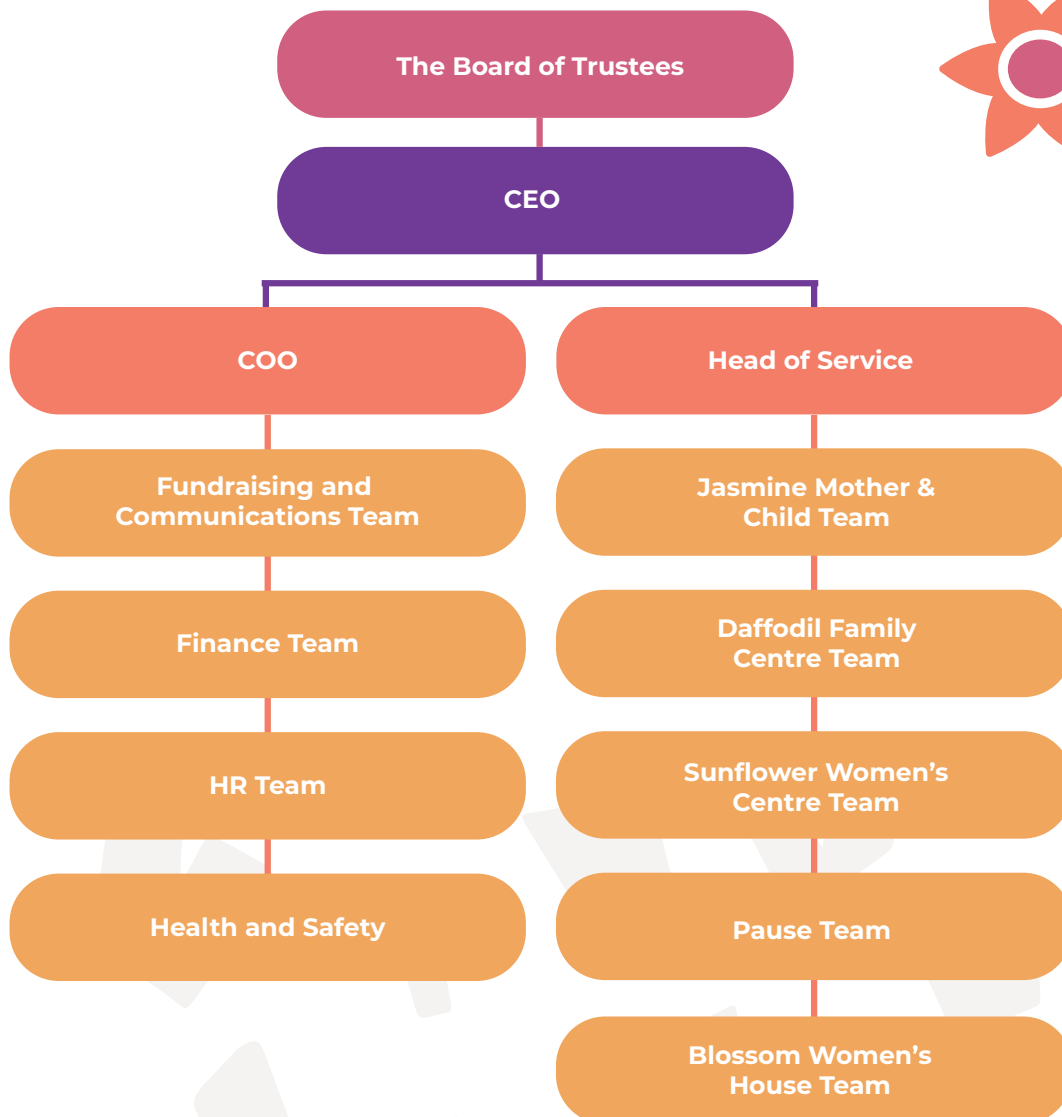 The Board of Trustees
CEO
COO
Head of Service
Fundraising and
Communications Team
Jasmine Mother &
Child Team
Finance Team
Daffodil Family
Centre Team
HR Team
Sunflower Women’s
Centre Team
Health and Safety
Pause Team
Blossom Women’s
House Team